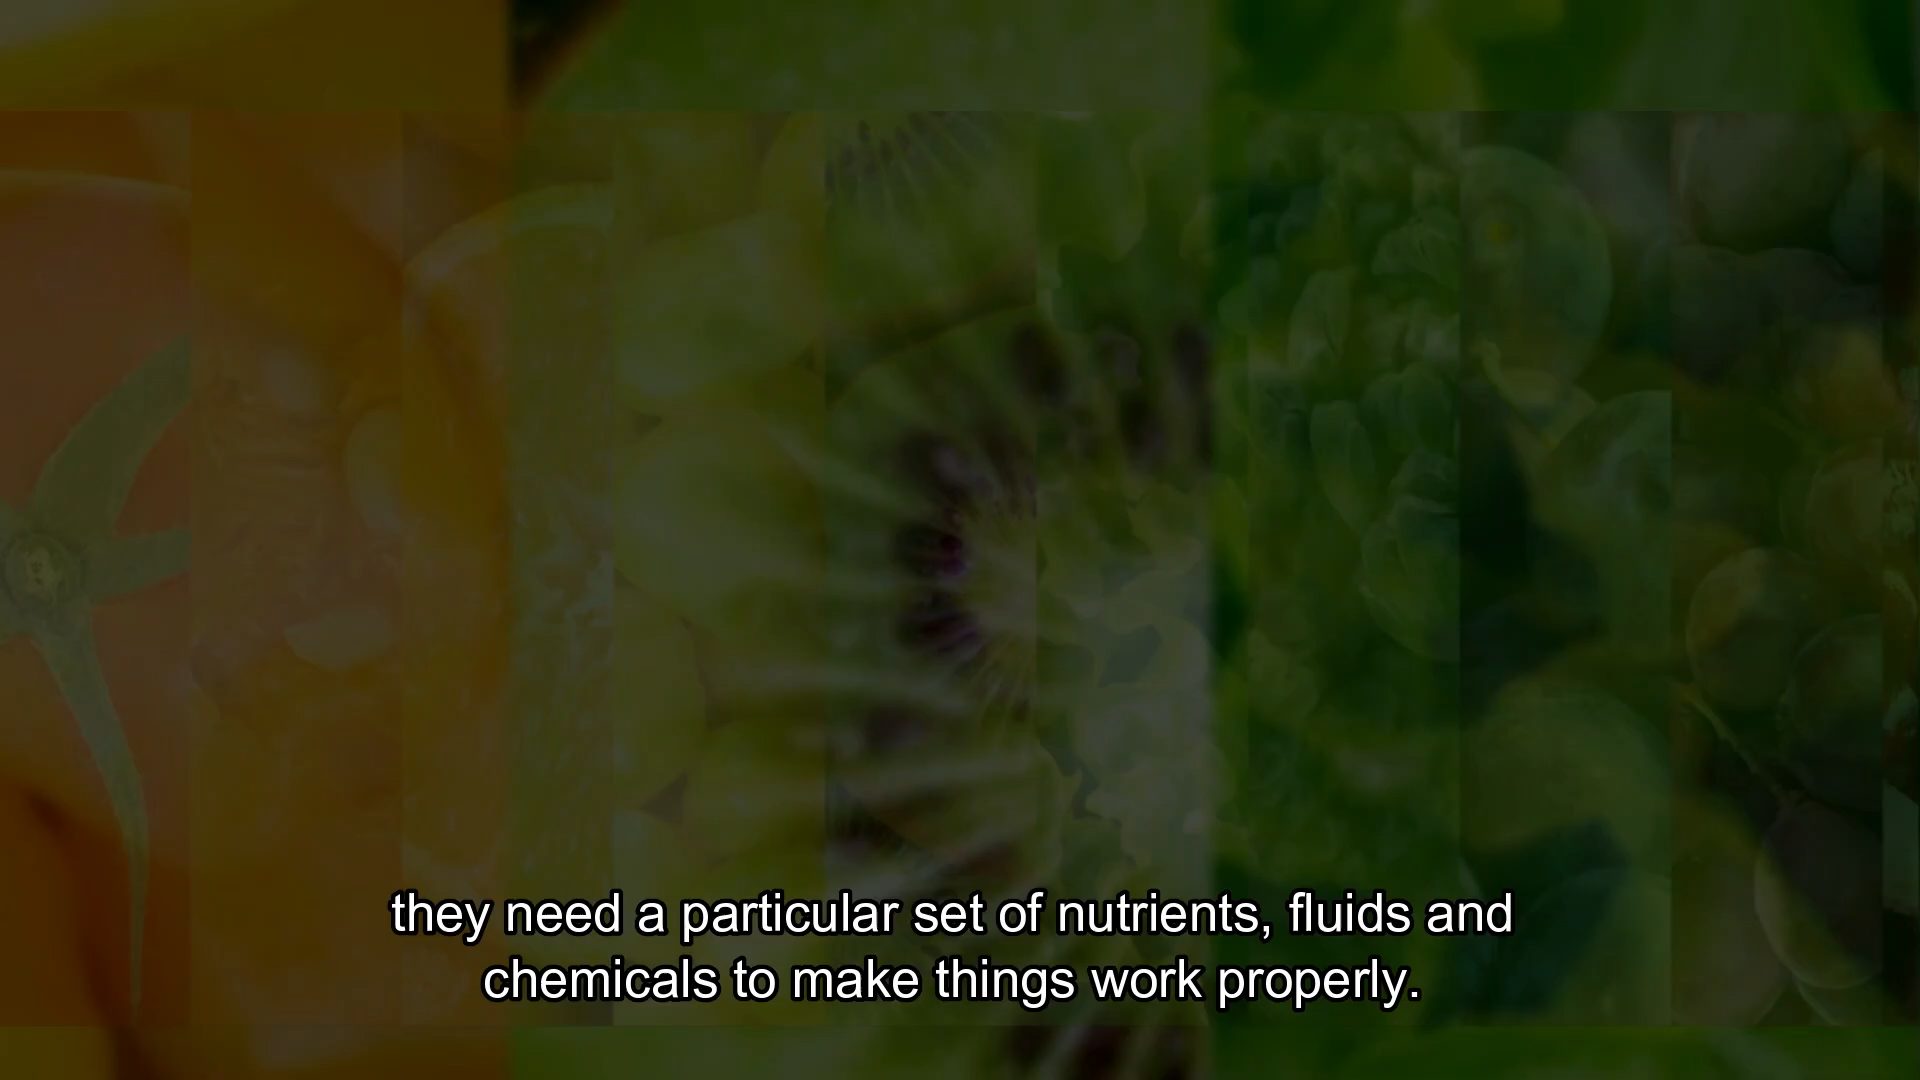 they need a particular set of nutrients, fluids and
chemicals to make things work properly.